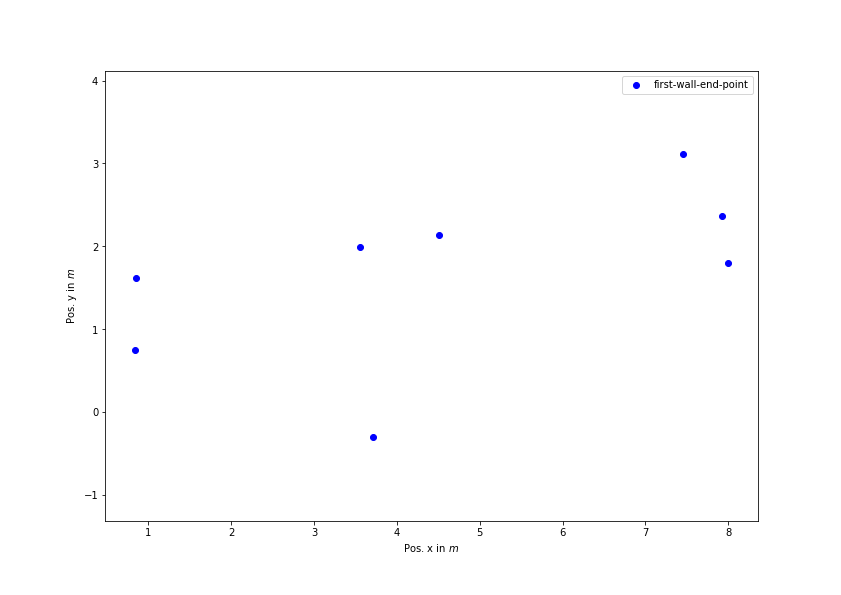 first-wall-end-point
4
3
2
1
0
−1
Pos. y in m
1 2 3 4 5 6 7 8
Pos. x in m